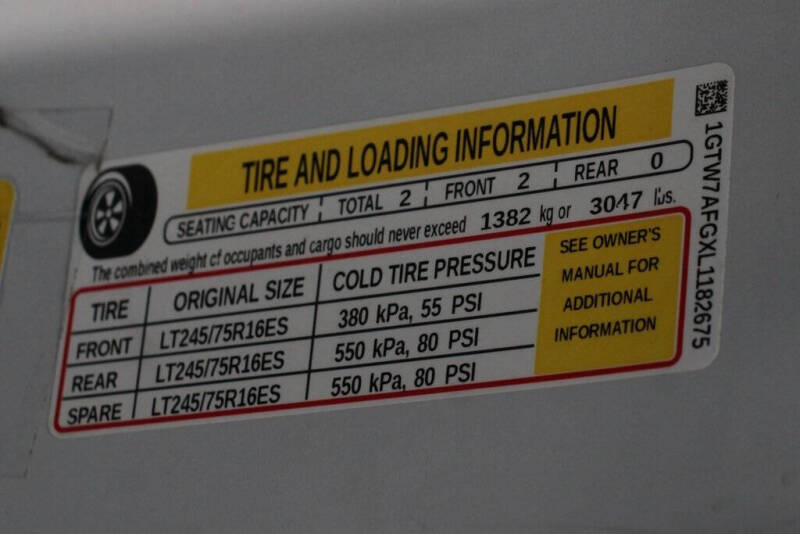 TIRE AND LOADING INFORMATION
SEATING CAPACITY TOTAL 2 FRONT 2 REAR 0
The combined weight of occupants and cargo should never exceed 1382 kg or 3047 lbs.
TIRE ORIGINAL SIZE COLD TIRE PRESSURE
FRONT LT245/75R16ES 380 kPa, 55 PSI
REAR LT245/75R16ES 550 kPa, 80 PSI
SPARE LT245/75R16ES 550 kPa, 80 PSI
SEE OWNER'S
MANUAL FOR
ADDITIONAL
INFORMATION
1GTW7AFGXL1182675